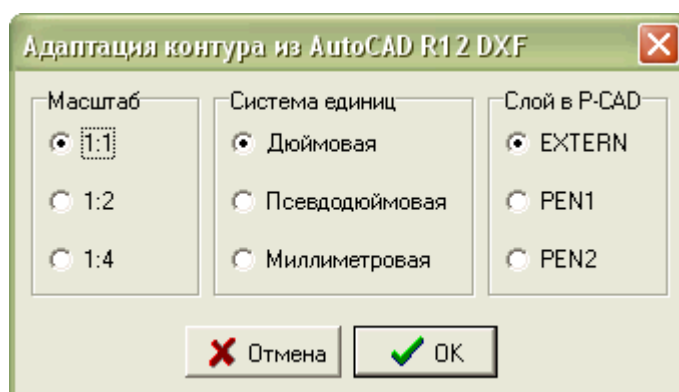 Адаптация контура из AutoCAD R12 DXF
Масштаб
Система единиц
Слой в P-CAD
1:1
Дюймовая
EXTERN
1:2
Псевдодюймовая
PEN1
1:4
Миллиметровая
PEN2
Отмена
OK